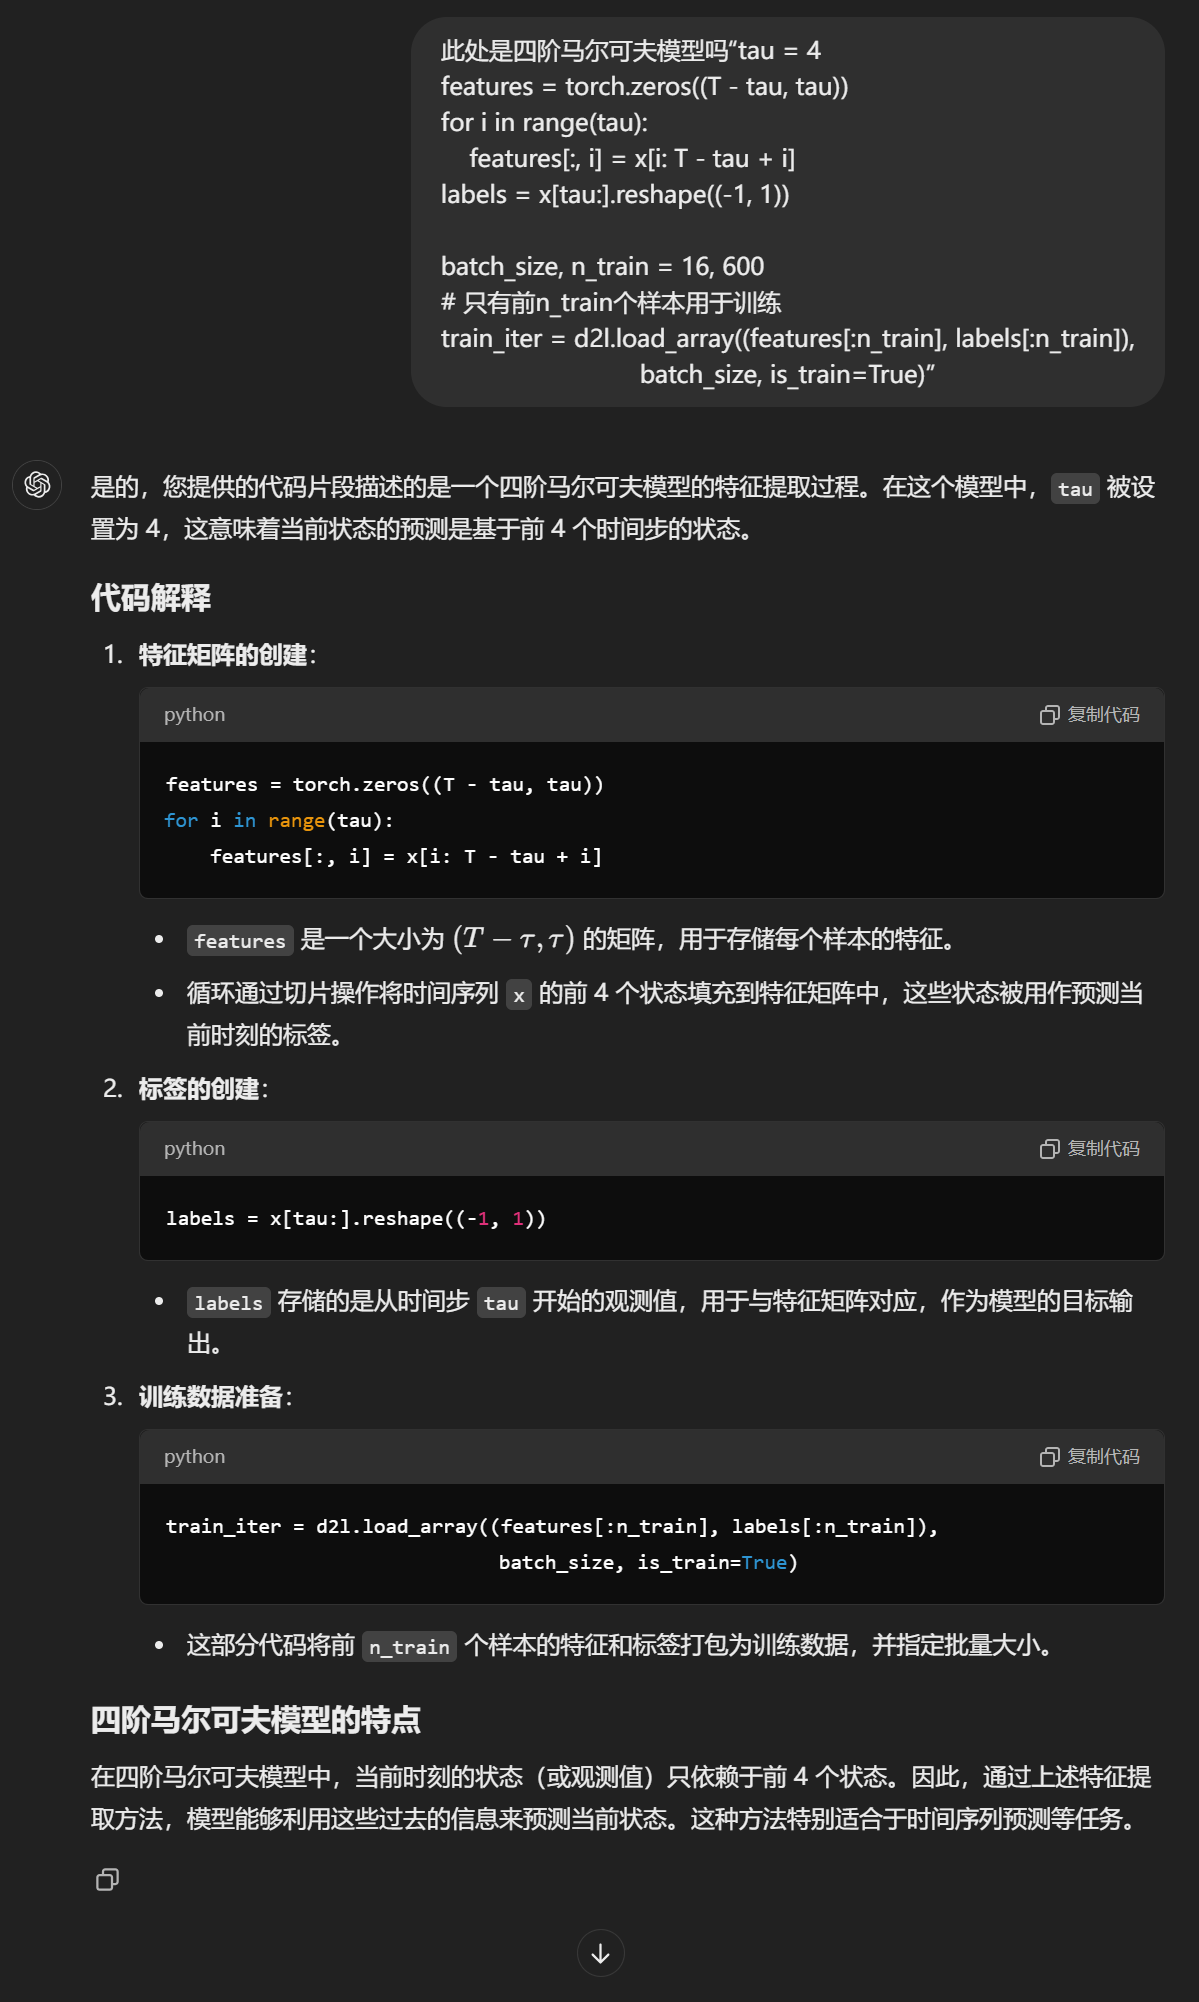 此处是四阶马尔可夫模型吗“tau = 4
features = torch.zeros((T - tau, tau))
for i in range(tau):
    features[:, i] = x[i: T - tau + i]
labels = x[tau:].reshape((-1, 1))
batch_size, n_train = 16, 600
# 只有前n_train个样本用于训练
train_iter = d2l.load_array((features[:n_train], labels[:n_train]),
                            batch_size, is_train=True)”
是的，您提供的代码片段描述的是一个四阶马尔可夫模型的特征提取过程。在这个模型中， tau 被设
置为 4，这意味着当前状态的预测是基于前 4 个时间步的状态。
代码解释
1. 特征矩阵的创建：
python 复制代码
features = torch.zeros((T - tau, tau))
for i in range(tau):
    features[:, i] = x[i: T - tau + i]
• features 是一个大小为 (T − τ, τ) 的矩阵，用于存储每个样本的特征。
• 循环通过切片操作将时间序列 x 的前 4 个状态填充到特征矩阵中，这些状态被用作预测当
前时刻的标签。
2. 标签的创建：
python 复制代码
labels = x[tau:].reshape((-1, 1))
• labels 存储的是从时间步 tau 开始的观测值，用于与特征矩阵对应，作为模型的目标输
出。
3. 训练数据准备：
python 复制代码
train_iter = d2l.load_array((features[:n_train], labels[:n_train]),
                             batch_size, is_train=True)
• 这部分代码将前 n_train 个样本的特征和标签打包为训练数据，并指定批量大小。
四阶马尔可夫模型的特点
在四阶马尔可夫模型中，当前时刻的状态（或观测值）只依赖于前 4 个状态。因此，通过上述特征提
取方法，模型能够利用这些过去的信息来预测当前状态。这种方法特别适合于时间序列预测等任务。